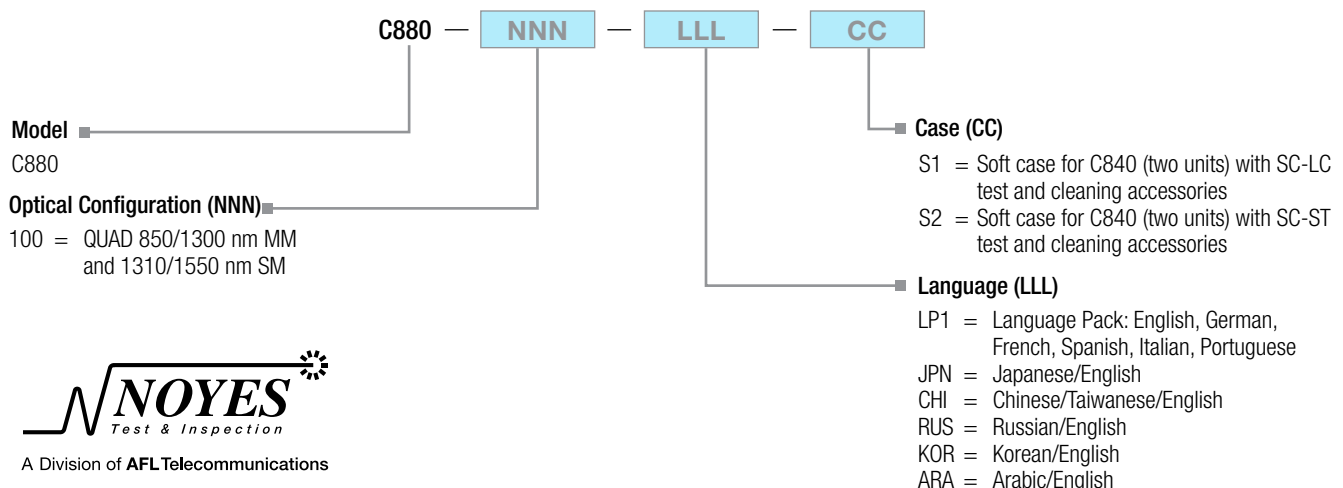 C880 — NNN — LLL — CC
Model
C880
Optical Configuration (NNN)
100 = QUAD 850/1300 nm MM
and 1310/1550 nm SM
Case (CC)
S1 = Soft case for C840 (two units) with SC-LC
test and cleaning accessories
S2 = Soft case for C840 (two units) with SC-ST
test and cleaning accessories
Language (LLL)
LP1 = Language Pack: English, German,
French, Spanish, Italian, Portuguese
JPN = Japanese/English
CHI = Chinese/Taiwanese/English
RUS = Russian/English
KOR = Korean/English
ARA = Arabic/English
NOYES
Test & Inspection
A Division of AFL Telecommunications